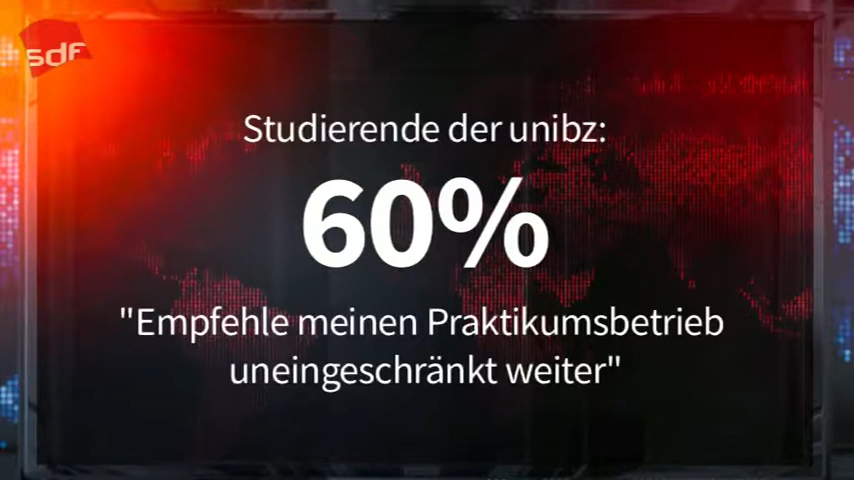 sdf
Studierende der unibz:
60%
"Empfehle meinen Praktikumsbetrieb
uneingeschränkt weiter"